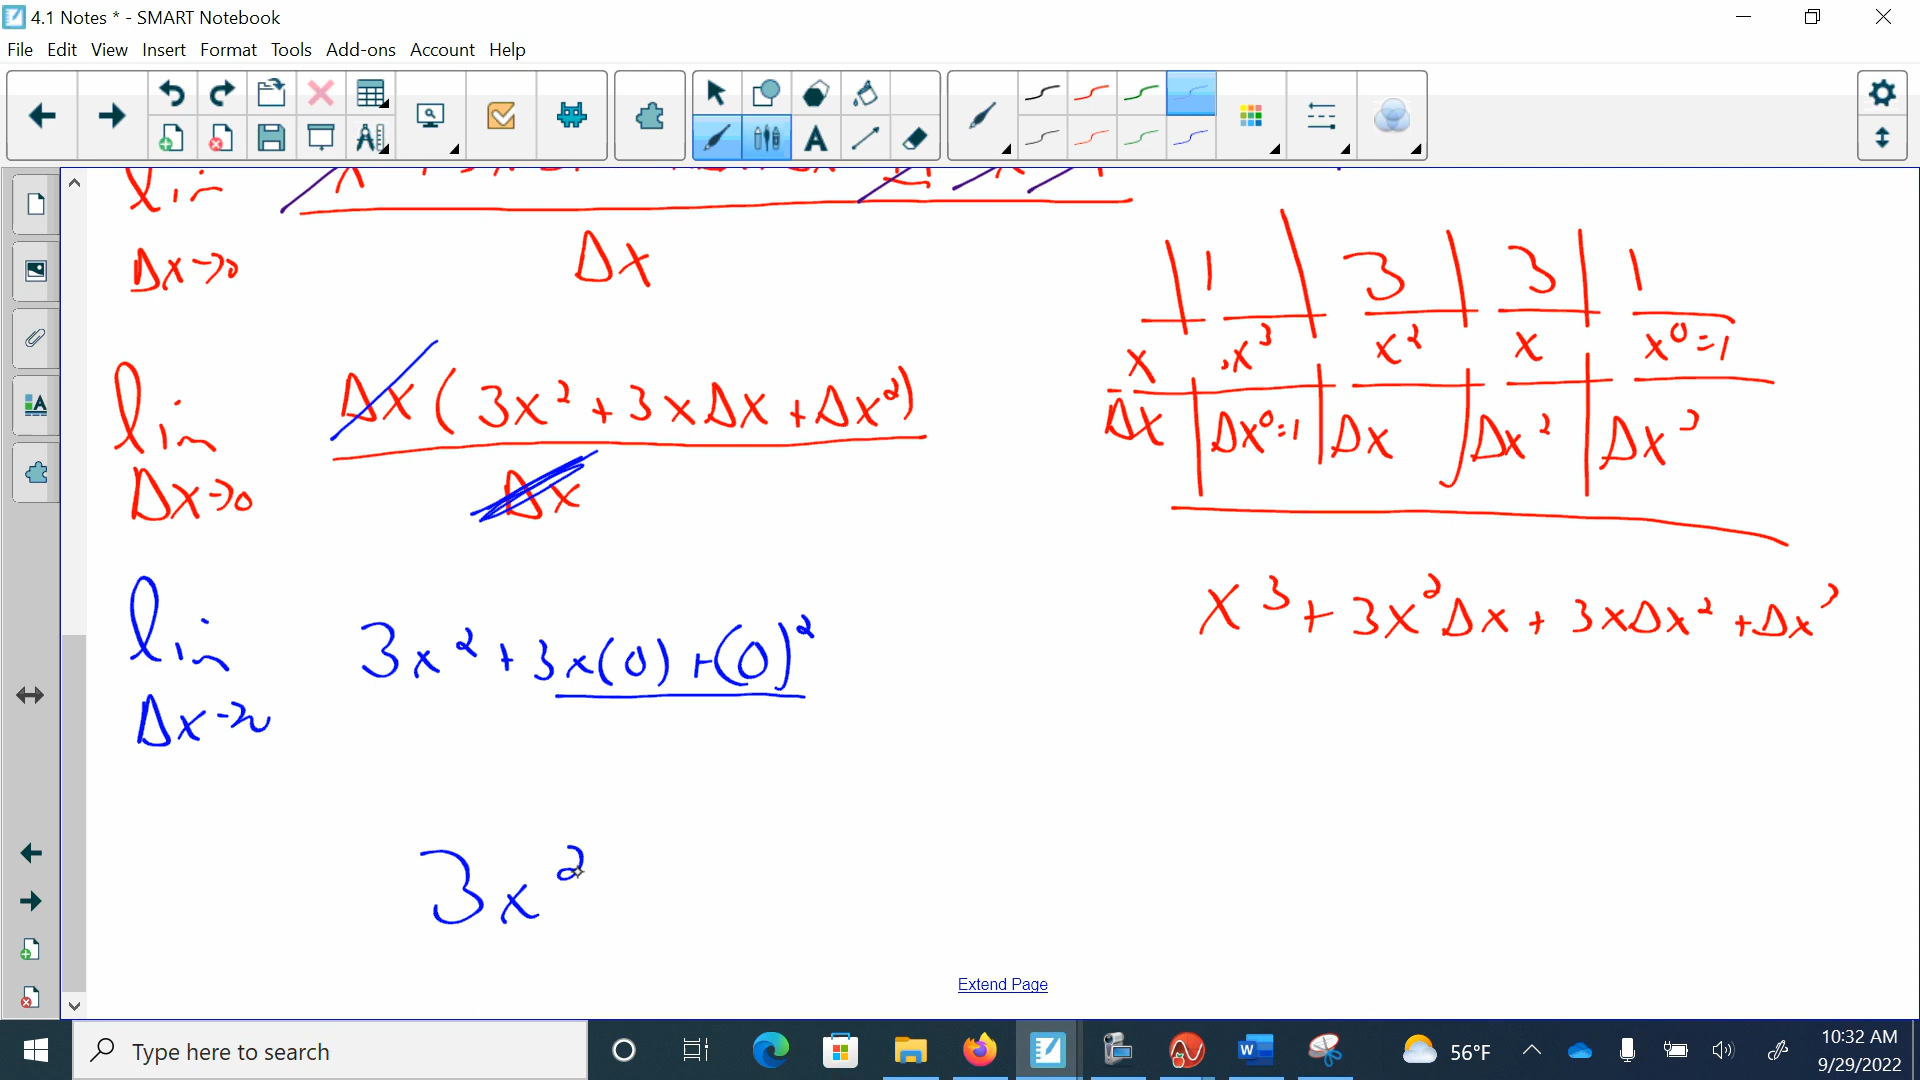 4.1 Notes * - SMART Notebook
File Edit View Insert Format Tools Add-ons Account Help
lim
Δx→0
Δx
1 3 3 1
x x³ x² x x⁰=1
Δx Δx⁰=1 Δx Δx² Δx³
x³ + 3x²Δx + 3xΔx² + Δx³
lim Δx( 3x² + 3xΔx + Δx²)
Δx→0 Δx
lim 3x² + 3x(0) + (0)²
Δx→0
3x²
Extend Page
Type here to search
56°F
10:32 AM
9/29/2022